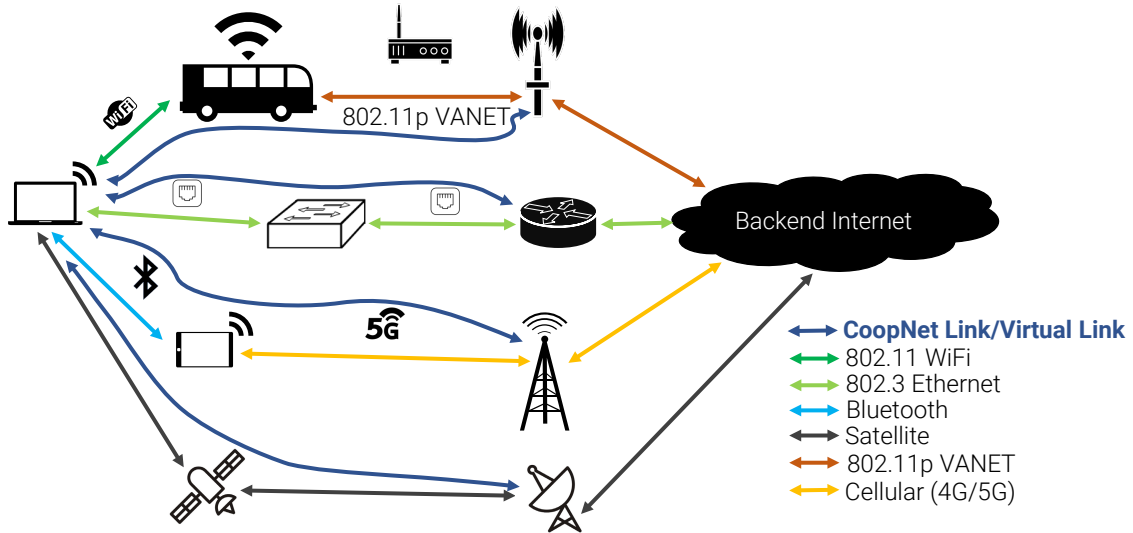 WiFi
802.11p VANET
Backend Internet
5G
CoopNet Link/Virtual Link
802.11 WiFi
802.3 Ethernet
Bluetooth
Satellite
802.11p VANET
Cellular (4G/5G)